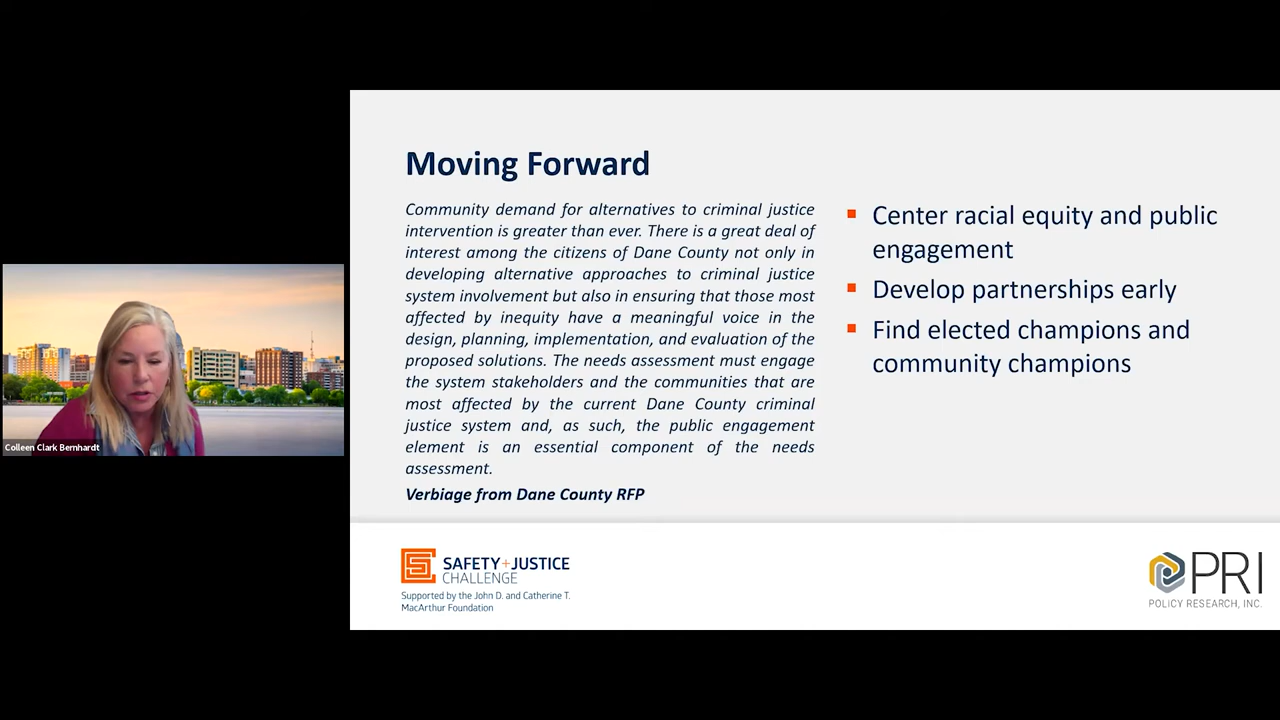 Moving Forward
Community demand for alternatives to criminal justice
intervention is greater than ever. There is a great deal of
interest among the citizens of Dane County not only in
developing alternative approaches to criminal justice
system involvement but also in ensuring that those most
affected by inequity have a meaningful voice in the
design, planning, implementation, and evaluation of the
proposed solutions. The needs assessment must engage
the system stakeholders and the communities that are
most affected by the current Dane County criminal
justice system and, as such, the public engagement
element is an essential component of the needs
assessment.
Verbiage from Dane County RFP
Center racial equity and public
engagement
Develop partnerships early
Find elected champions and
community champions
Colleen Clark Bernhardt
SAFETY+JUSTICE
CHALLENGE
Supported by the John D. and Catherine T.
MacArthur Foundation
PRI
POLICY RESEARCH, INC.